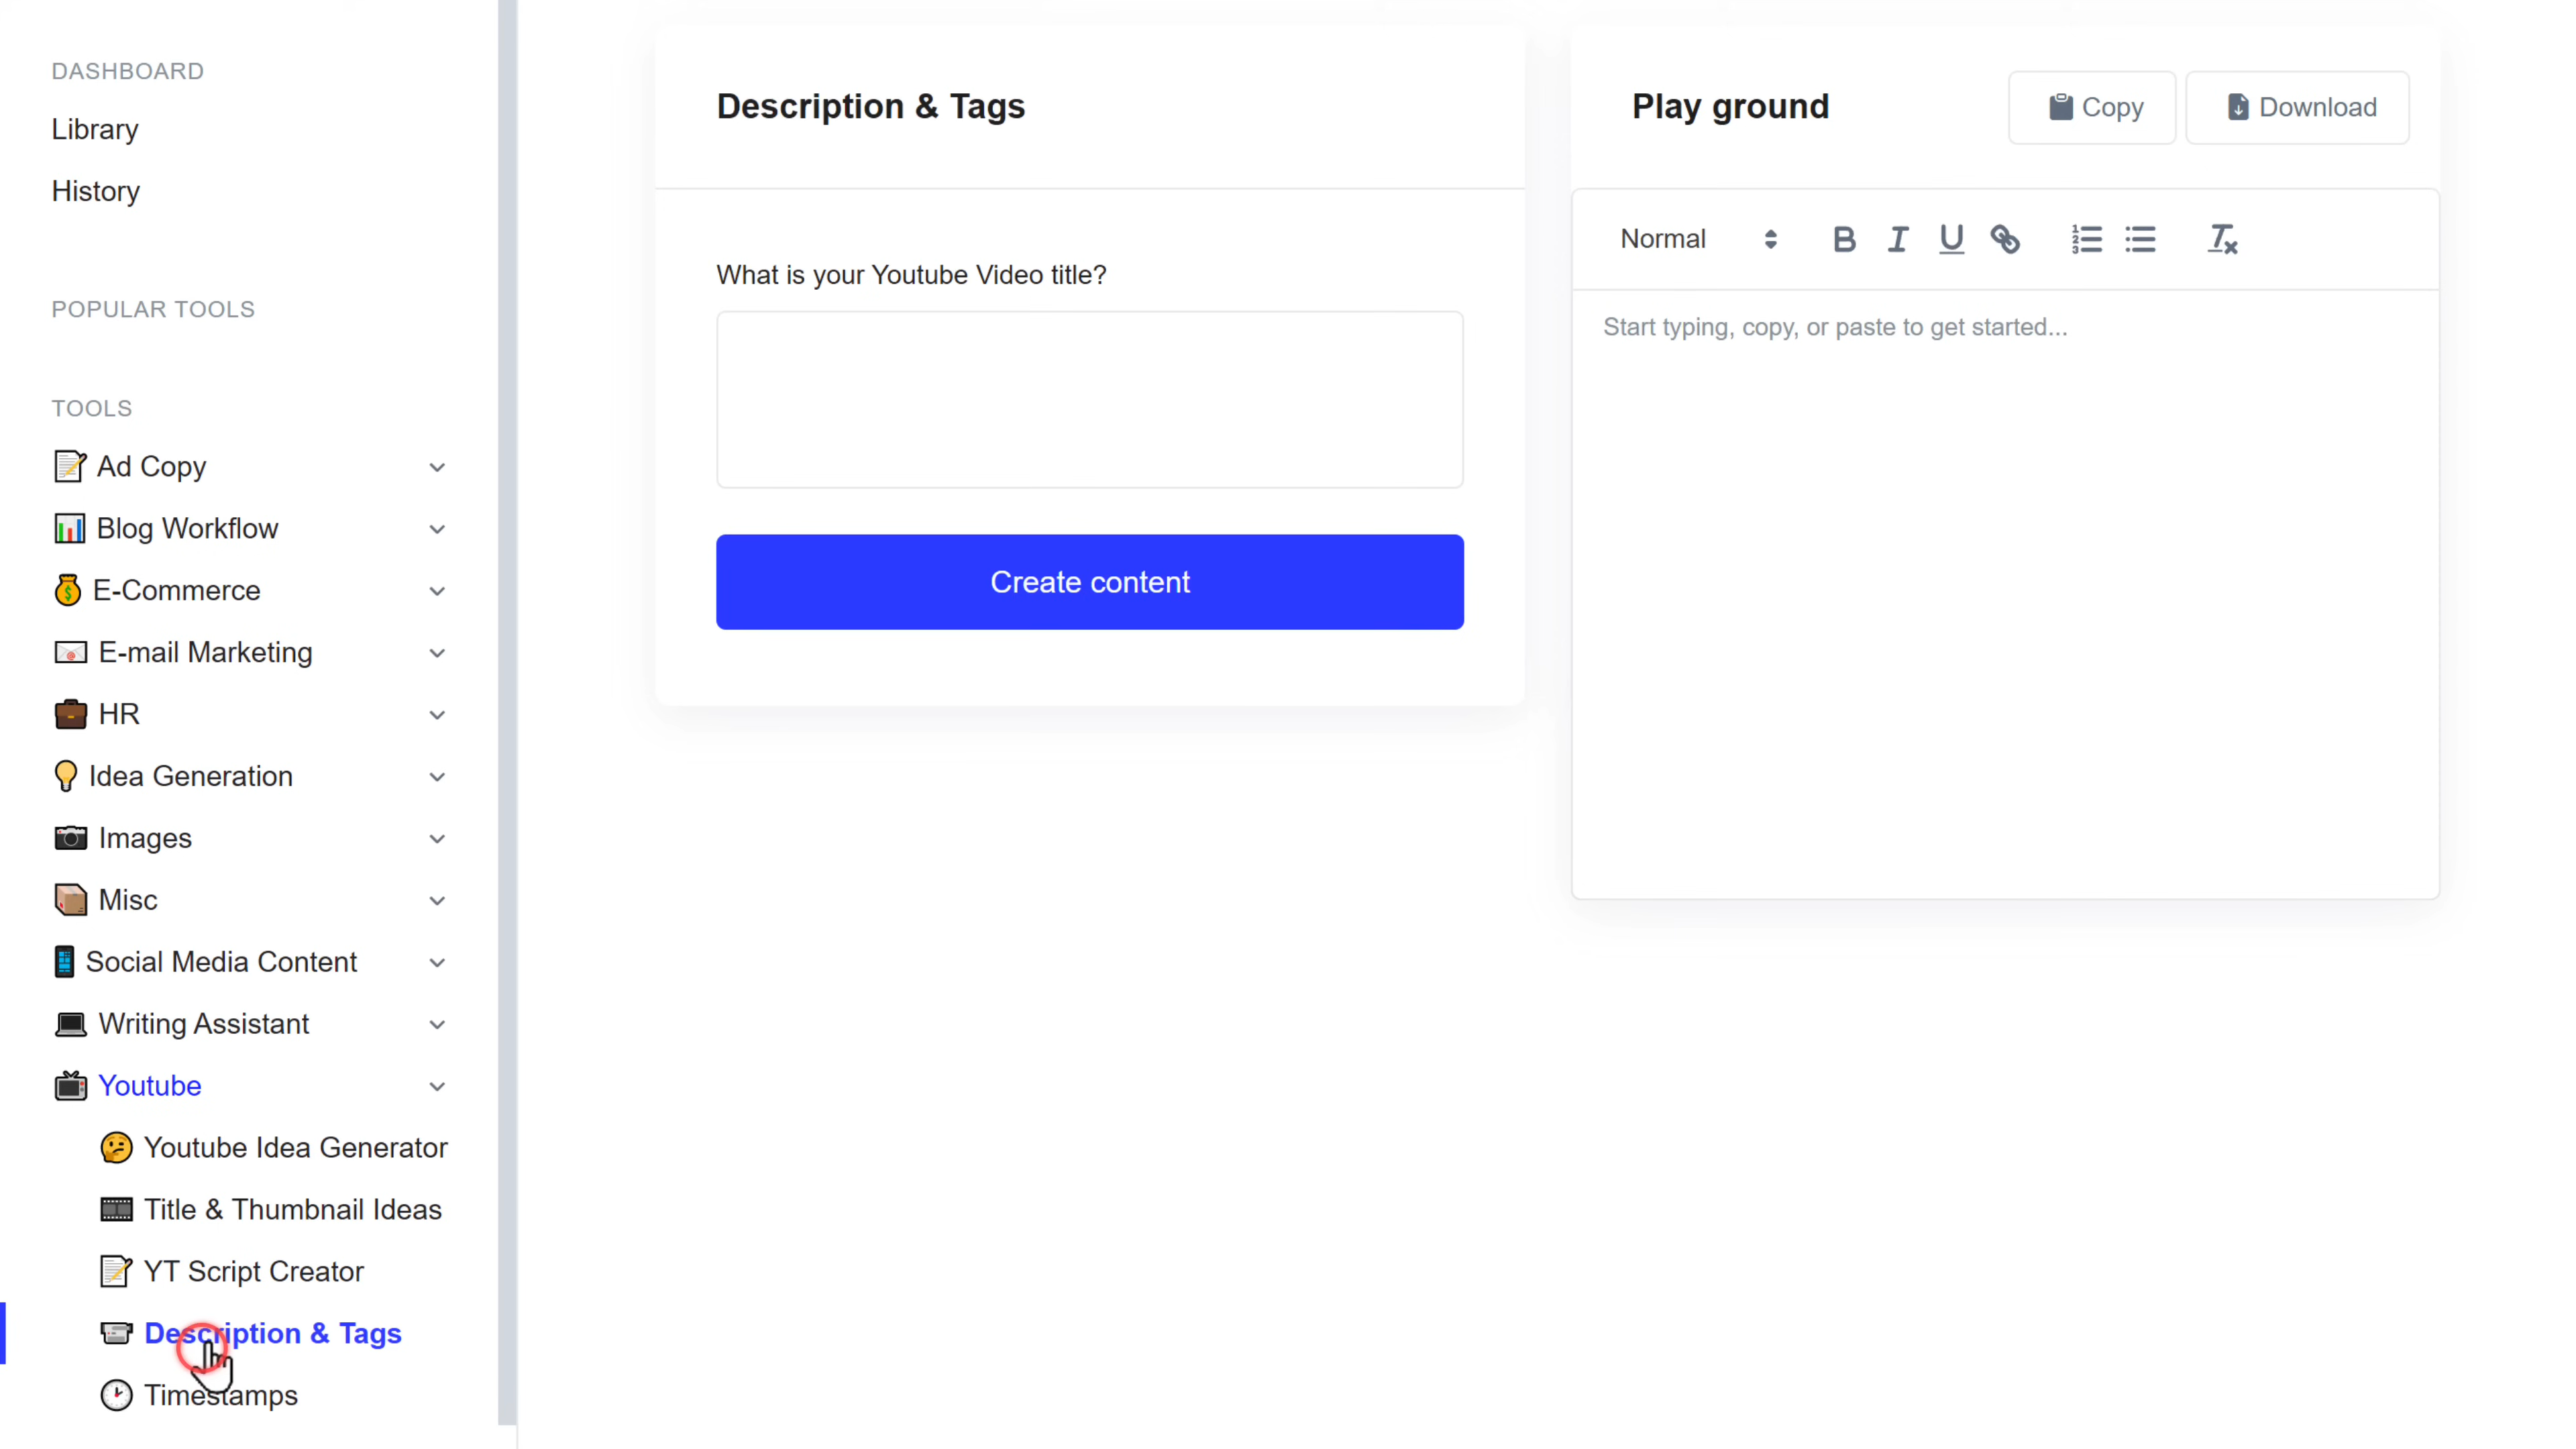 DASHBOARD
Library
History
POPULAR TOOLS
TOOLS
Ad Copy
Blog Workflow
E-Commerce
E-mail Marketing
HR
Idea Generation
Images
Misc
Social Media Content
Writing Assistant
Youtube
Youtube Idea Generator
Title & Thumbnail Ideas
YT Script Creator
Description & Tags
Timestamps
Description & Tags
What is your Youtube Video title?
Create content
Play ground
Copy
Download
Normal
Start typing, copy, or paste to get started...